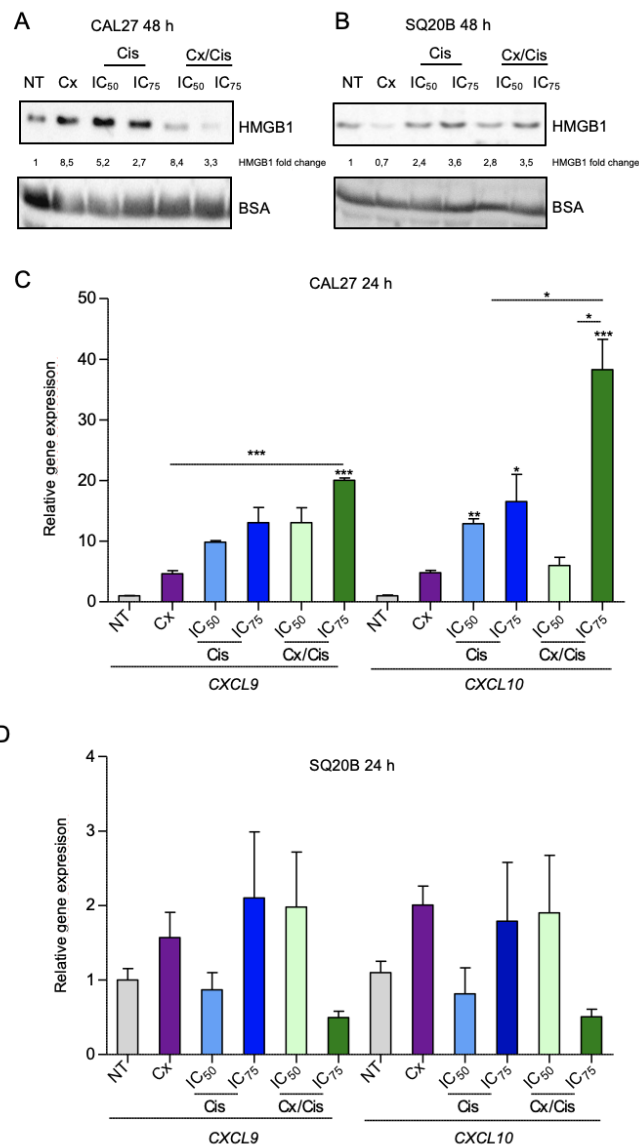 A
CAL27 48 h
Cis
Cx/Cis
NT Cx IC50 IC75 IC50 IC75
HMGB1
1 8,5 5,2 2,7 8,4 3,3 HMGB1 fold change
BSA
B
SQ20B 48 h
Cis
Cx/Cis
NT Cx IC50 IC75 IC50 IC75
HMGB1
1 0,7 2,4 3,6 2,8 3,5 HMGB1 fold change
BSA
C
CAL27 24 h
Relative gene expresison
50
40
30
20
10
0
***
***
**
*
*
*
***
NT Cx IC50 IC75 IC50 IC75 NT Cx IC50 IC75 IC50 IC75
Cis Cx/Cis Cis Cx/Cis
CXCL9 CXCL10
D
SQ20B 24 h
Relative gene expresison
4
3
2
1
0
NT Cx IC50 IC75 IC50 IC75 NT Cx IC50 IC75 IC50 IC75
Cis Cx/Cis Cis Cx/Cis
CXCL9 CXCL10